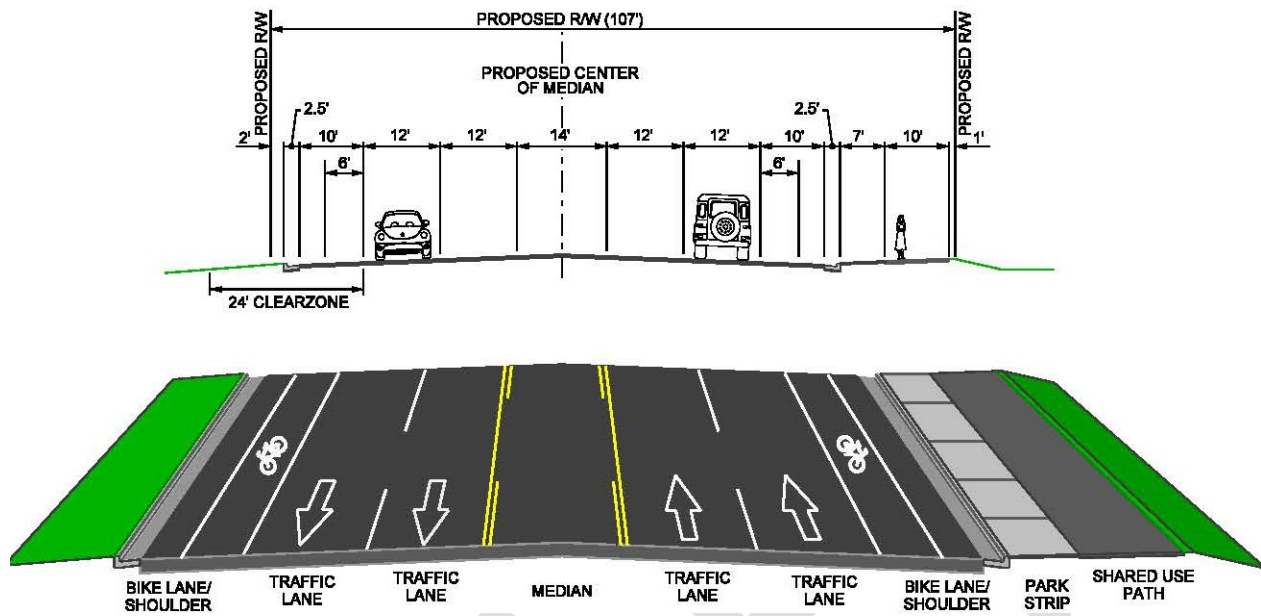 PROPOSED R/W (107')
PROPOSED R/W
PROPOSED R/W
PROPOSED CENTER
OF MEDIAN
2.5'
2.5'
2'
10'
12'
12'
14'
12'
12'
10'
7'
10'
1'
6'
6'
24' CLEARZONE
BIKE LANE/
SHOULDER
TRAFFIC
LANE
TRAFFIC
LANE
MEDIAN
TRAFFIC
LANE
TRAFFIC
LANE
BIKE LANE/
SHOULDER
PARK
STRIP
SHARED USE
PATH